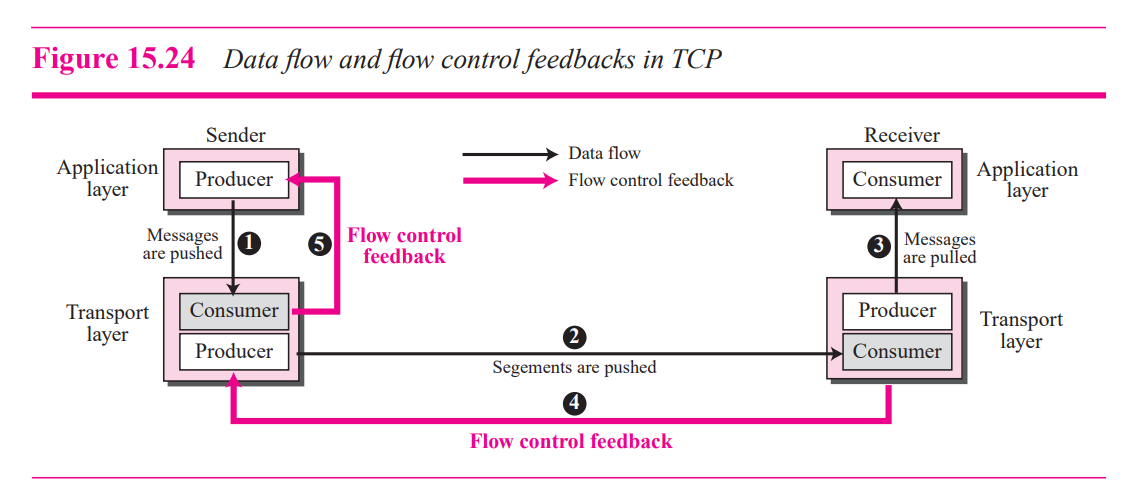 Figure 15.24 Data flow and flow control feedbacks in TCP
Sender
Receiver
Application
layer
Producer
Data flow
Flow control feedback
Consumer
Application
layer
Messages
are pushed
1
5
Flow control
feedback
3
Messages
are pulled
Transport
layer
Consumer
Producer
2
Segements are pushed
Producer
Consumer
Transport
layer
4
Flow control feedback